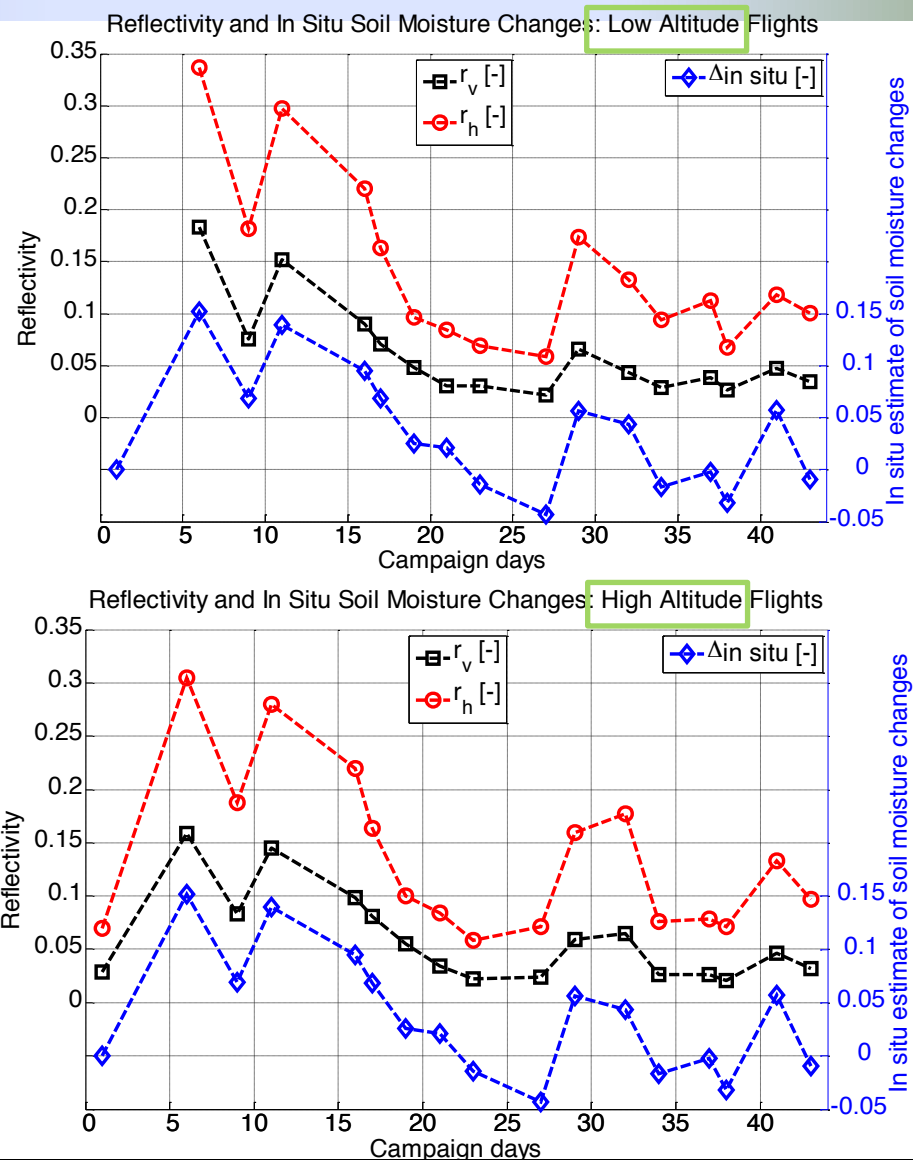 Reflectivity and In Situ Soil Moisture Changes: Low Altitude Flights
0.35
0.3
0.25
0.2
0.15
0.1
0.05
0
Reflectivity
r_v [-]
r_h [-]
Δin situ [-]
0.15
0.1
0.05
0
-0.05
In situ estimate of soil moisture changes
0 5 10 15 20 25 30 35 40
Campaign days
Reflectivity and In Situ Soil Moisture Changes: High Altitude Flights
0.35
0.3
0.25
0.2
0.15
0.1
0.05
0
Reflectivity
r_v [-]
r_h [-]
Δin situ [-]
0.15
0.1
0.05
0
-0.05
In situ estimate of soil moisture changes
0 5 10 15 20 25 30 35 40
Campaign days